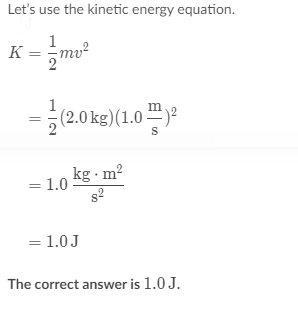 Let's use the kinetic energy equation.
K = 1/2 mv²
= 1/2 (2.0 kg)(1.0 m/s)²
= 1.0 kg · m²/s²
= 1.0 J
The correct answer is 1.0 J.